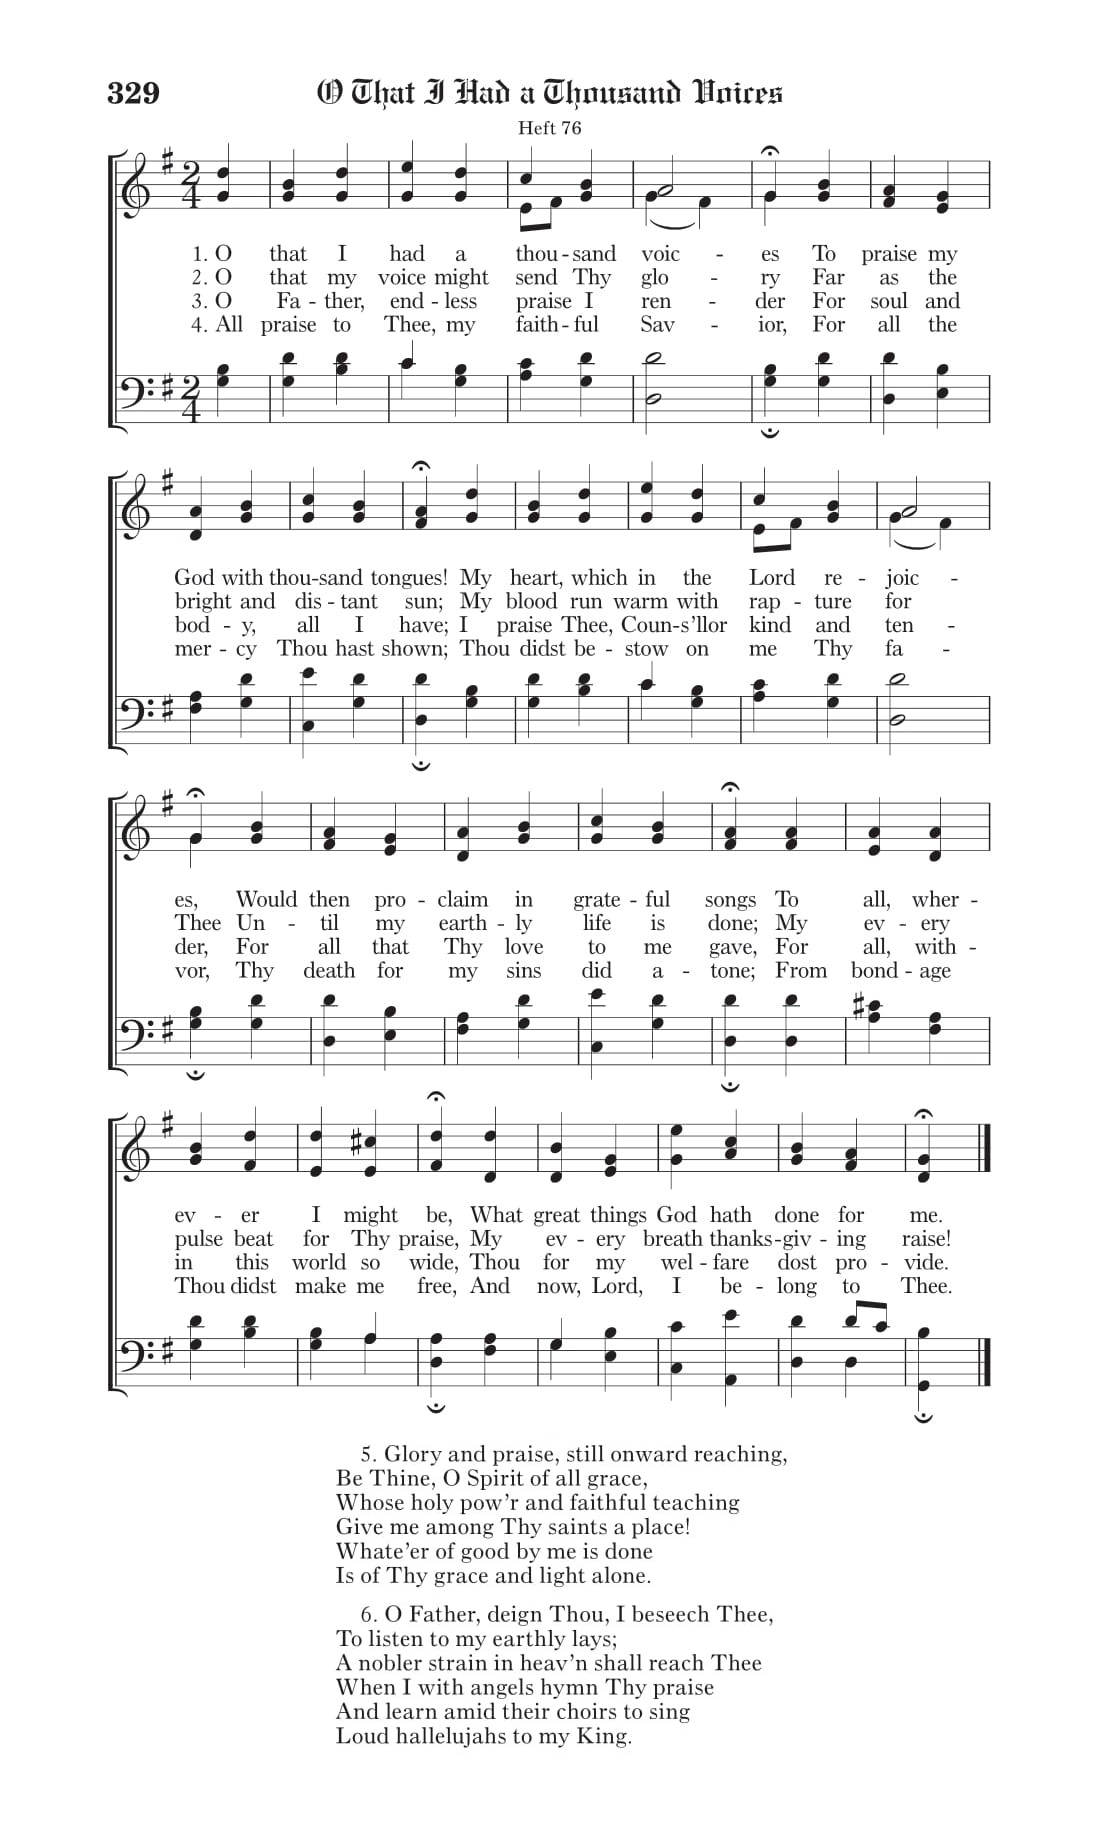 329 O That I Had a Thousand Voices
Heft 76
1. O that I had a thou - sand voic - es To praise my
2. O that my voice might send Thy glo - ry Far as the
3. O Fa - ther, end - less praise I ren - der For soul and
4. All praise to Thee, my faith - ful Sav - ior, For all the
God with thou-sand tongues! My heart, which in the Lord re - joic -
bright and dis - tant sun; My blood run warm with rap - ture for
bod - y, all I have; I praise Thee, Coun-s’llor kind and ten -
mer - cy Thou hast shown; Thou didst be - stow on me Thy fa -
es, Would then pro - claim in grate - ful songs To all, wher -
Thee Un - til my earth - ly life is done; My ev - ery
der, For all that Thy love to me gave, For all, with -
vor, Thy death for my sins did a - tone; From bond - age
ev - er I might be, What great things God hath done for me.
pulse beat for Thy praise, My ev - ery breath thanks-giv - ing raise!
in this world so wide, Thou for my wel - fare dost pro - vide.
Thou didst make me free, And now, Lord, I be - long to Thee.
5. Glory and praise, still onward reaching,
Be Thine, O Spirit of all grace,
Whose holy pow’r and faithful teaching
Give me among Thy saints a place!
Whate’er of good by me is done
Is of Thy grace and light alone.
6. O Father, deign Thou, I beseech Thee,
To listen to my earthly lays;
A nobler strain in heav’n shall reach Thee
When I with angels hymn Thy praise
And learn amid their choirs to sing
Loud hallelujahs to my King.